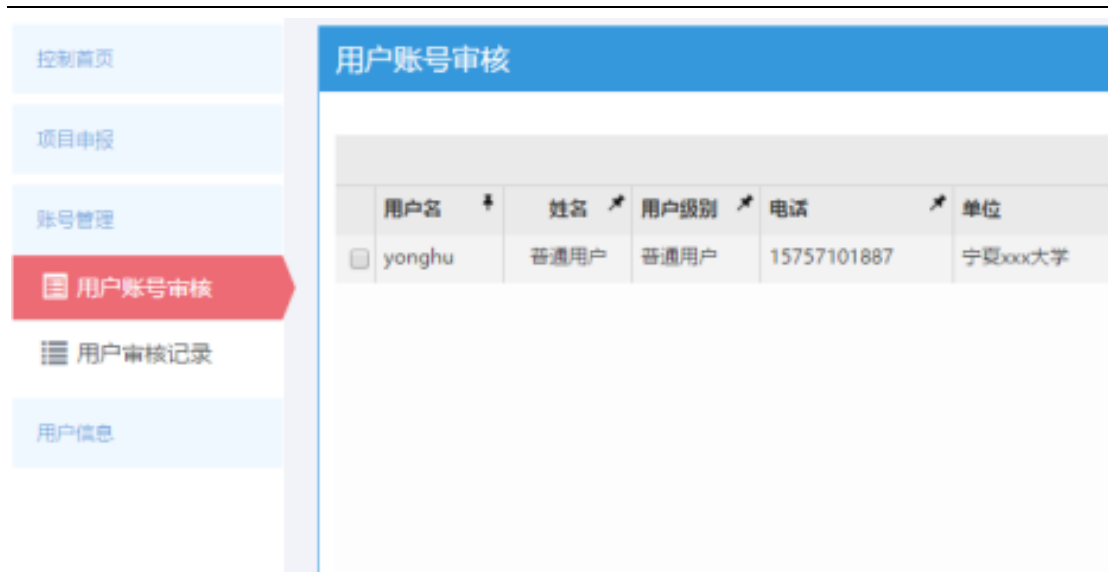 控制首页
项目申报
账号管理
用户账号审核
用户审核记录
用户信息
用户账号审核
用户名 姓名 用户级别 电话 单位
yonghu 普通用户 普通用户 15757101887 宁夏xxx大学